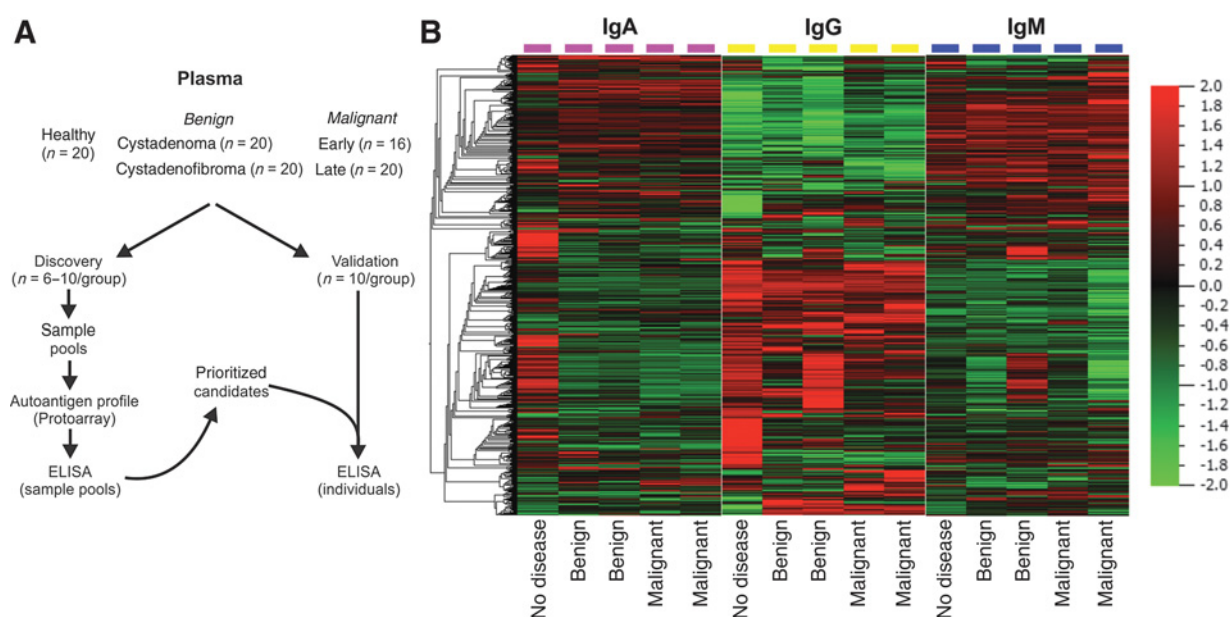 A
Plasma
Healthy
(n = 20)
Benign
Cystadenoma (n = 20)
Cystadenofibroma (n = 20)
Malignant
Early (n = 16)
Late (n = 20)
Discovery
(n = 6–10/group)
Validation
(n = 10/group)
Sample
pools
Autoantigen profile
(Protoarray)
Prioritized
candidates
ELISA
(sample pools)
ELISA
(individuals)
B
IgA
IgG
IgM
2.0
1.8
1.6
1.4
1.2
1.0
0.8
0.6
0.4
0.2
0.0
-0.2
-0.4
-0.6
-0.8
-1.0
-1.2
-1.4
-1.6
-1.8
-2.0
No disease
Benign
Benign
Malignant
Malignant
No disease
Benign
Benign
Malignant
Malignant
No disease
Benign
Benign
Malignant
Malignant